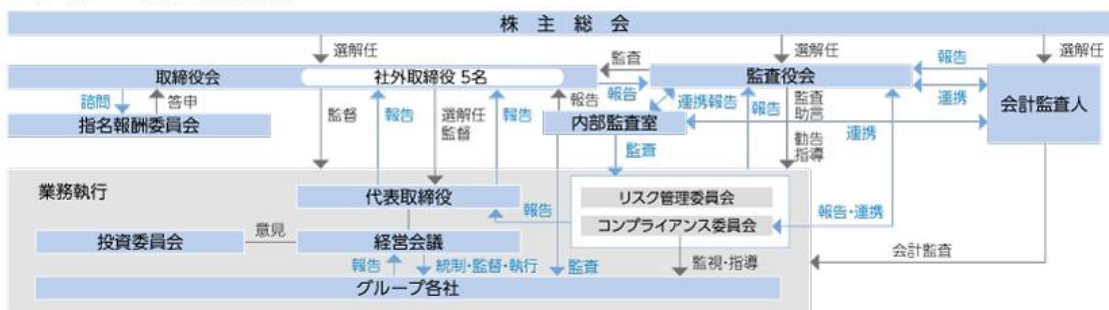 株 主 総 会
選解任
選解任
選解任
取締役会
社外取締役 5名
監査
監査役会
報告
連携
会計監査人
諮問
答申
指名報酬委員会
監督
報告
選解任
監督
報告
報告
報告
連携報告
報告
監査
助言
連携
内部監査室
監査
勧告
指導
業務執行
代表取締役
リスク管理委員会
コンプライアンス委員会
報告
報告・連携
投資委員会
意見
経営会議
報告
統制・監督・執行
監査
監視・指導
会計監査
グループ各社